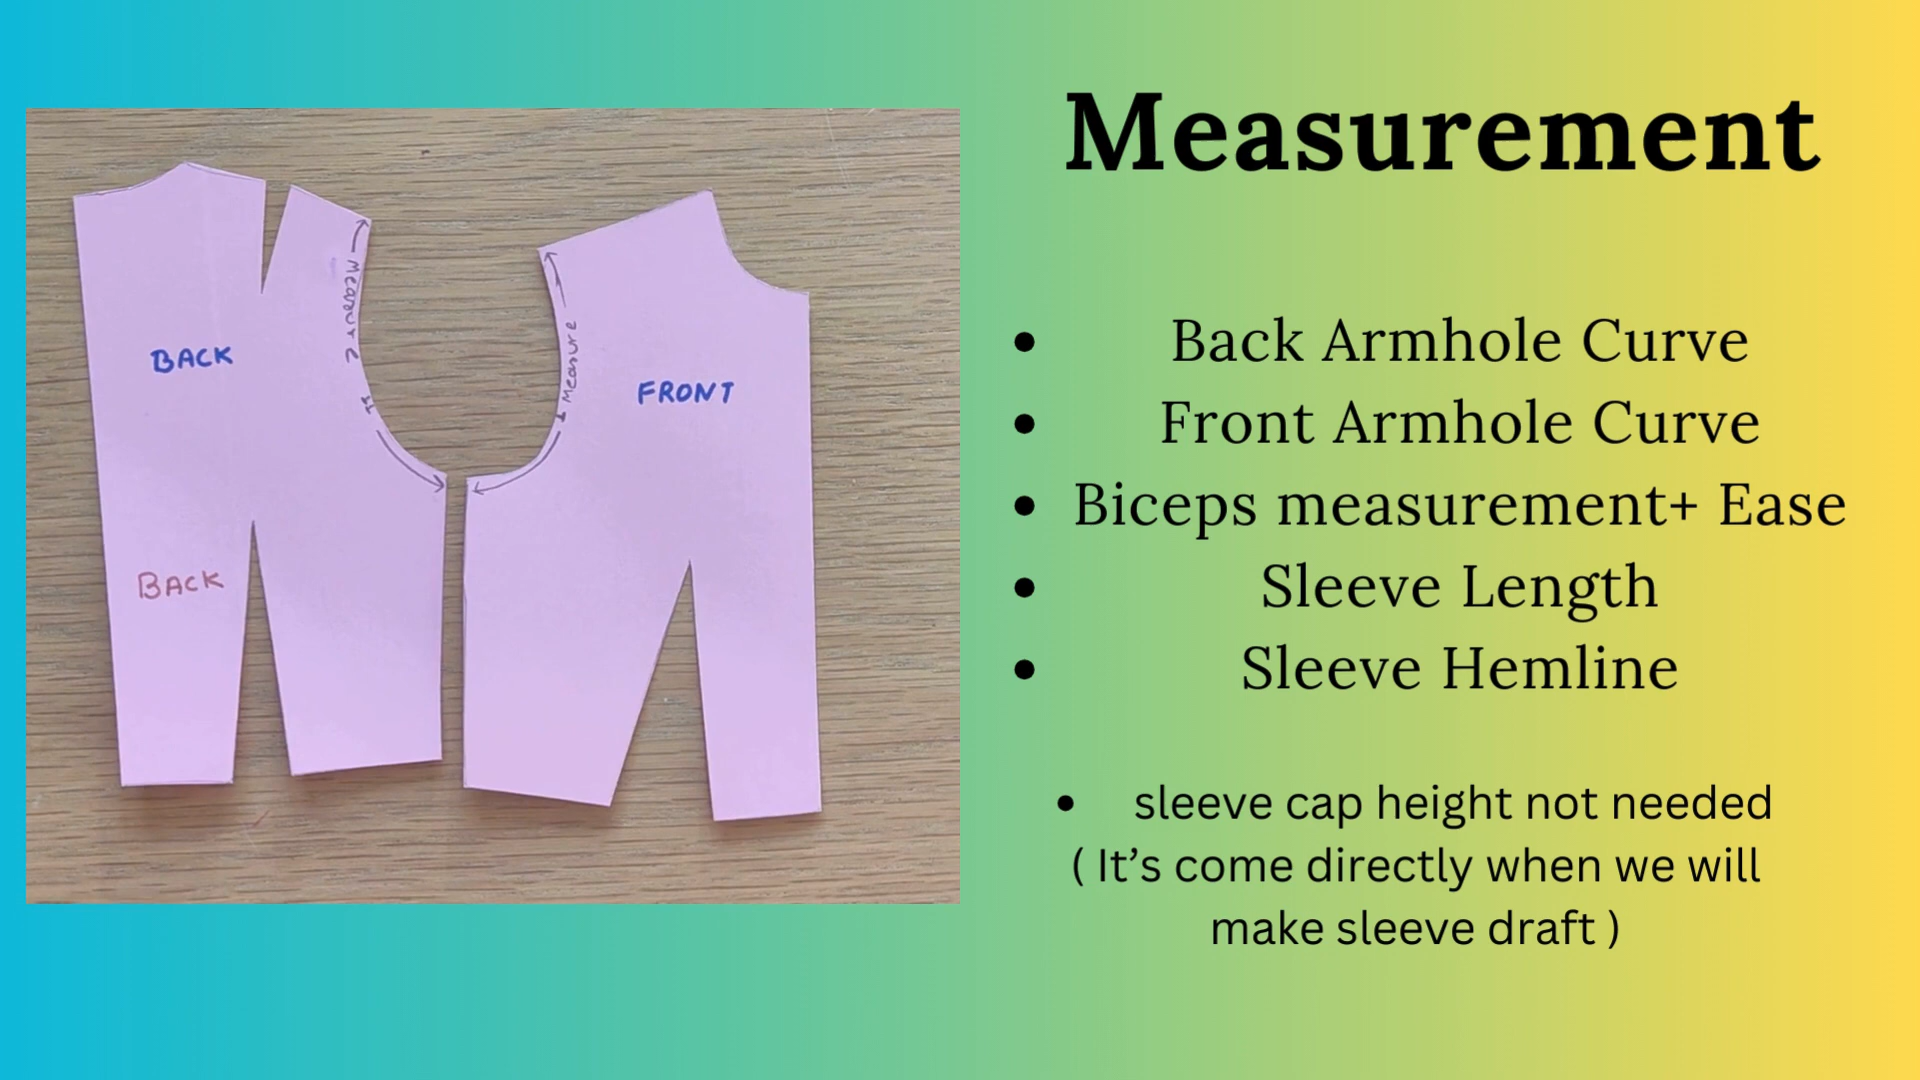 Measurement
BACK
BACK
Measure It
Measure
FRONT
• Back Armhole Curve
• Front Armhole Curve
• Biceps measurement+ Ease
• Sleeve Length
• Sleeve Hemline
• sleeve cap height not needed
( It’s come directly when we will
make sleeve draft )